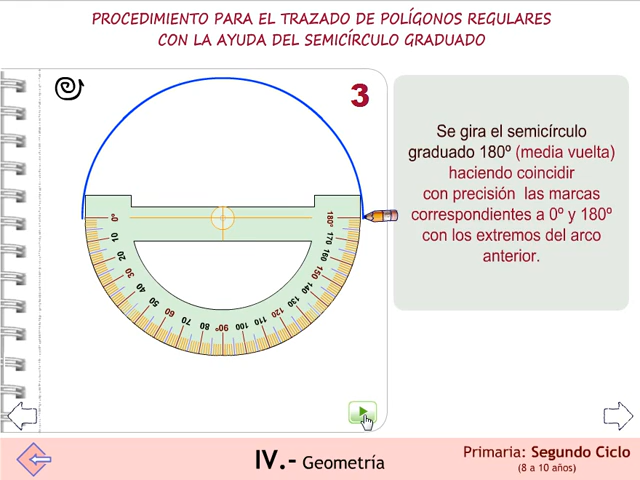 PROCEDIMIENTO PARA EL TRAZADO DE POLÍGONOS REGULARES
CON LA AYUDA DEL SEMICÍRCULO GRADUADO
3
Se gira el semicírculo
graduado 180º (media vuelta)
haciendo coincidir
con precisión las marcas
correspondientes a 0º y 180º
con los extremos del arco
anterior.
0º
10
20
30
40
50
60
70
80
90º
100
110
120
130
140
150
160
170
180º
IV.- Geometría
Primaria: Segundo Ciclo
(8 a 10 años)